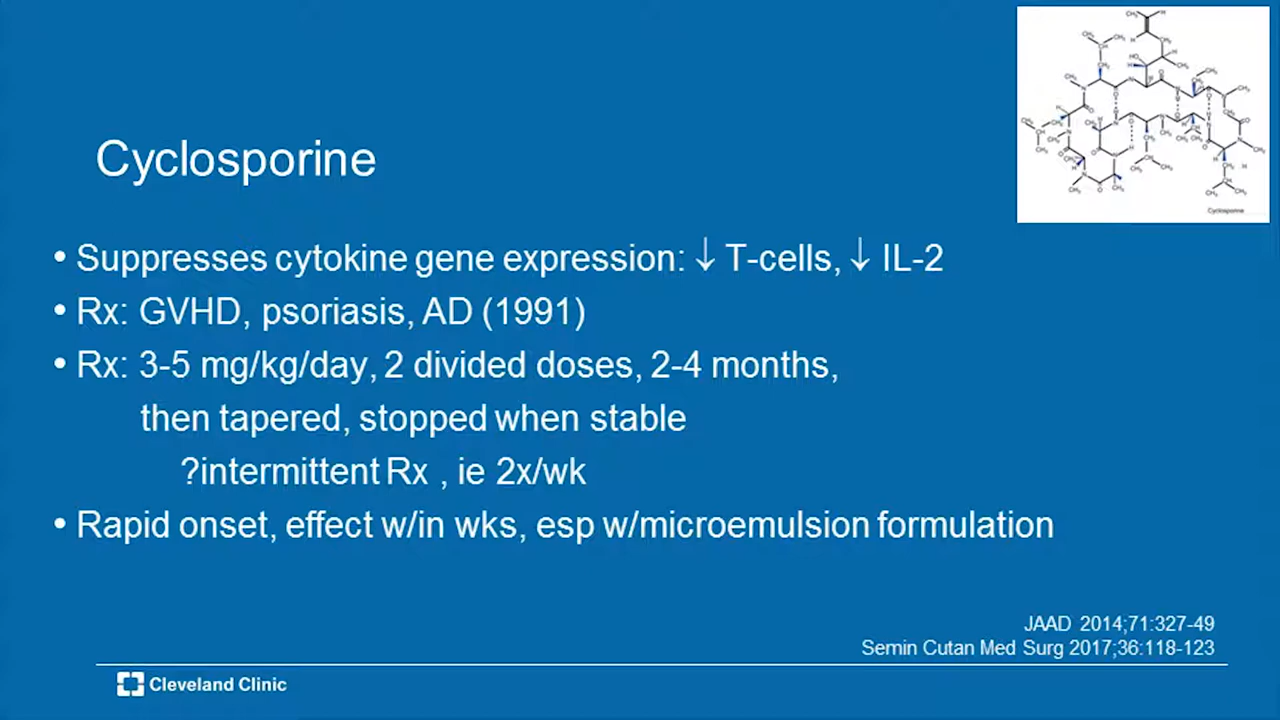 Cyclosporine
Cyclosporine
• Suppresses cytokine gene expression: ↓ T-cells, ↓ IL-2
• Rx: GVHD, psoriasis, AD (1991)
• Rx: 3-5 mg/kg/day, 2 divided doses, 2-4 months,
then tapered, stopped when stable
?intermittent Rx , ie 2x/wk
• Rapid onset, effect w/in wks, esp w/microemulsion formulation
JAAD 2014;71:327-49
Semin Cutan Med Surg 2017;36:118-123
Cleveland Clinic